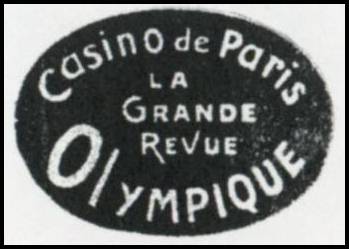 Casino de Paris
LA
GRANDE
REVUE
OLYMPIQUE